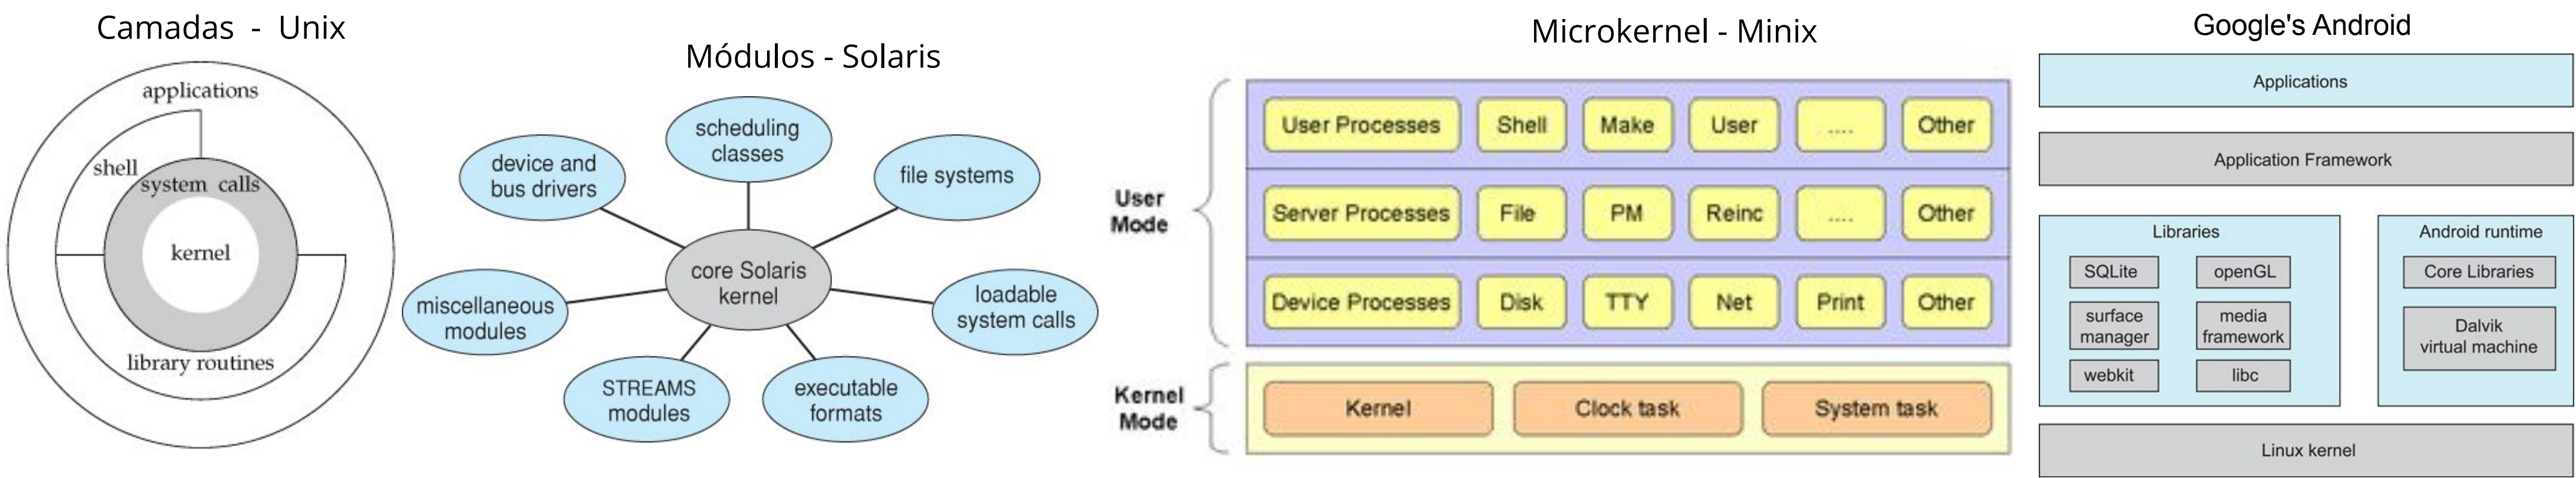 Camadas - Unix
applications
shell
system calls
kernel
library routines
Módulos - Solaris
scheduling
classes
device and
bus drivers
file systems
core Solaris
kernel
miscellaneous
modules
loadable
system calls
STREAMS
modules
executable
formats
Microkernel - Minix
User
Mode
User Processes Shell Make User .... Other
Server Processes File PM Reinc .... Other
Device Processes Disk TTY Net Print Other
Kernel
Mode
Kernel Clock task System task
Google's Android
Applications
Application Framework
Libraries
SQLite openGL
surface
manager
media
framework
webkit libc
Android runtime
Core Libraries
Dalvik
virtual machine
Linux kernel